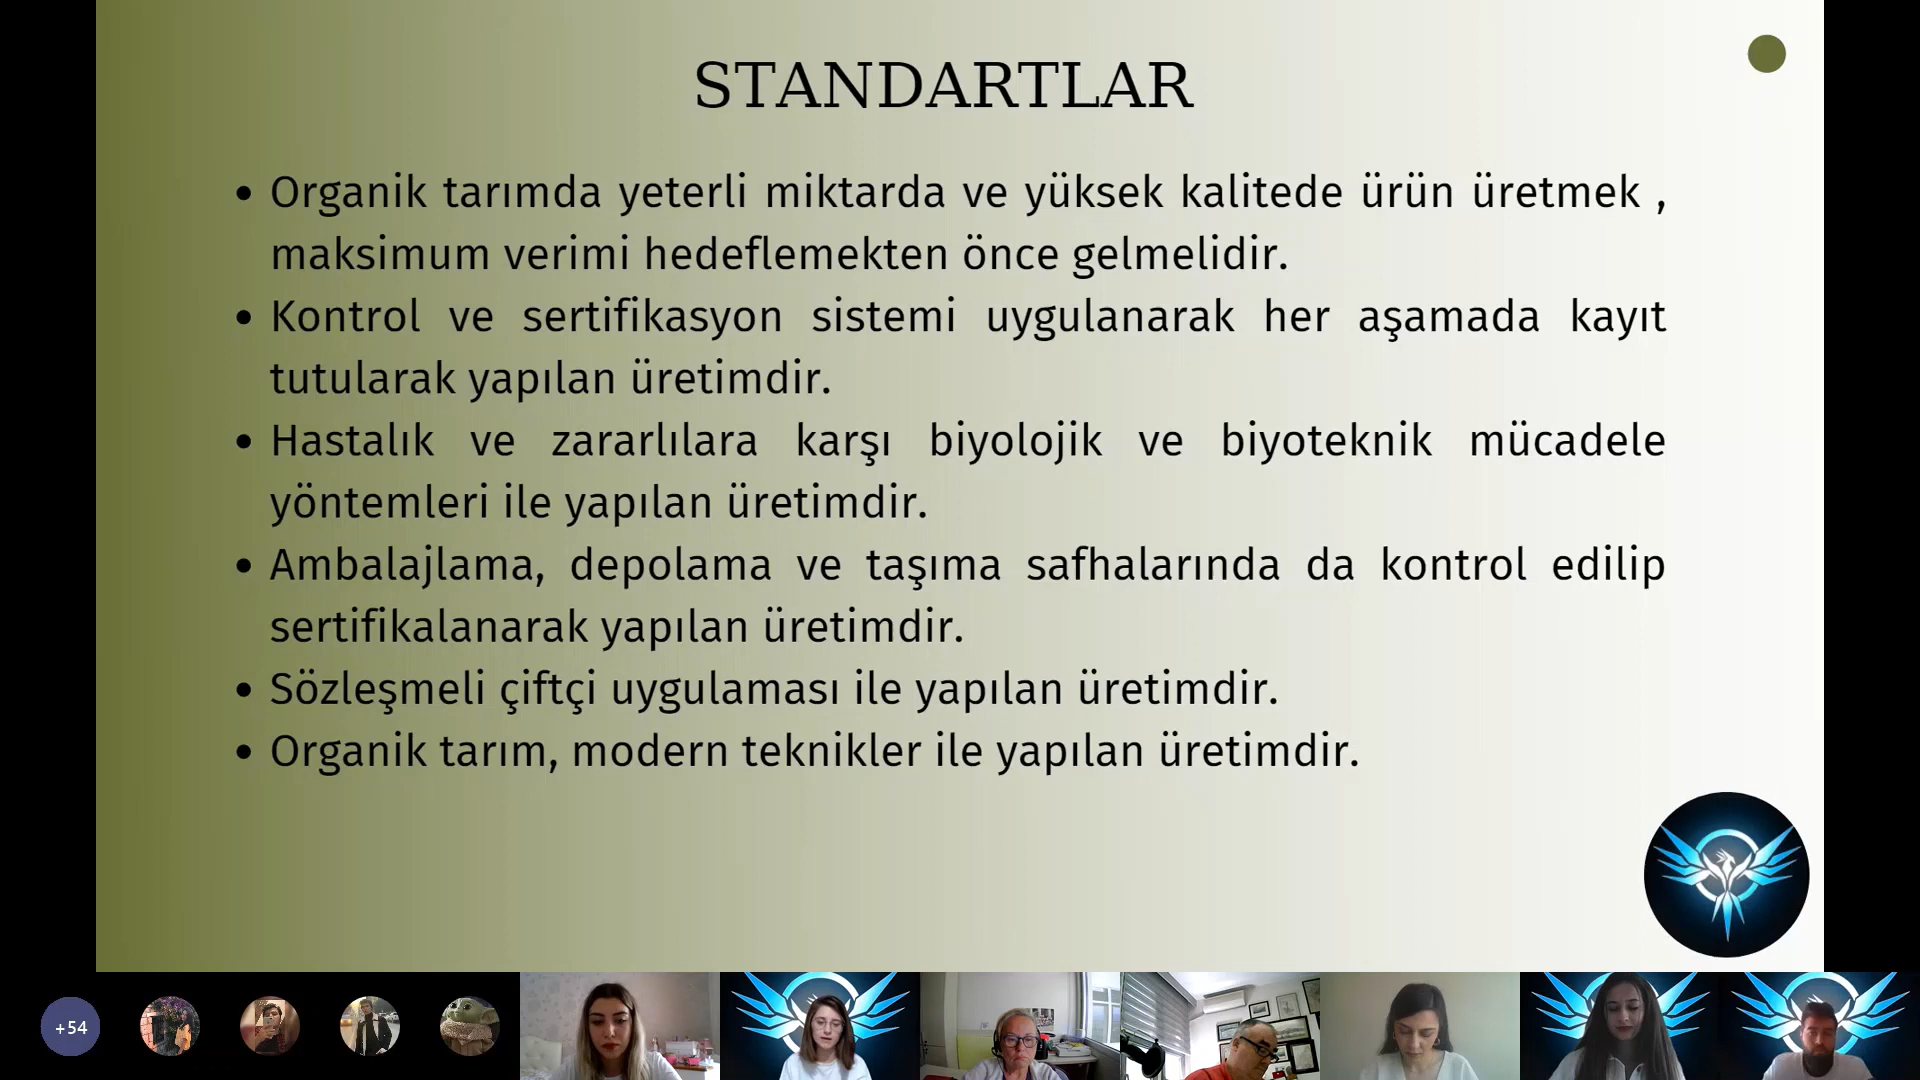 STANDARTLAR
• Organik tarımda yeterli miktarda ve yüksek kalitede ürün üretmek ,
maksimum verimi hedeflemekten önce gelmelidir.
• Kontrol ve sertifikasyon sistemi uygulanarak her aşamada kayıt
tutularak yapılan üretimdir.
• Hastalık ve zararlılara karşı biyolojik ve biyoteknik mücadele
yöntemleri ile yapılan üretimdir.
• Ambalajlama, depolama ve taşıma safhalarında da kontrol edilip
sertifikalanarak yapılan üretimdir.
• Sözleşmeli çiftçi uygulaması ile yapılan üretimdir.
• Organik tarım, modern teknikler ile yapılan üretimdir.
+54